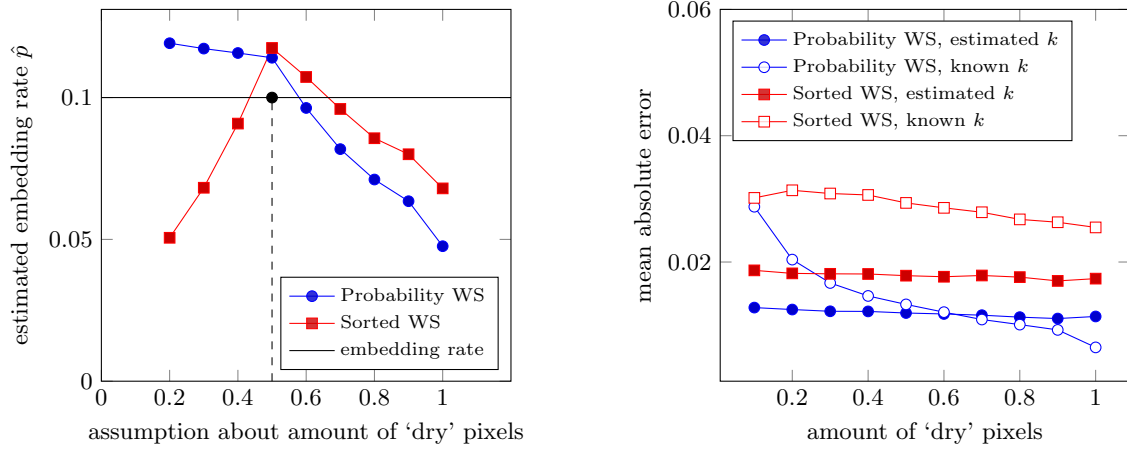 estimated embedding rate p̂
0.1
0.05
0
0
0.2
0.4
0.6
0.8
1
Probability WS
Sorted WS
embedding rate
assumption about amount of ‘dry’ pixels
mean absolute error
0.06
0.04
0.02
Probability WS, estimated k
Probability WS, known k
Sorted WS, estimated k
Sorted WS, known k
0.2
0.4
0.6
0.8
1
amount of ‘dry’ pixels